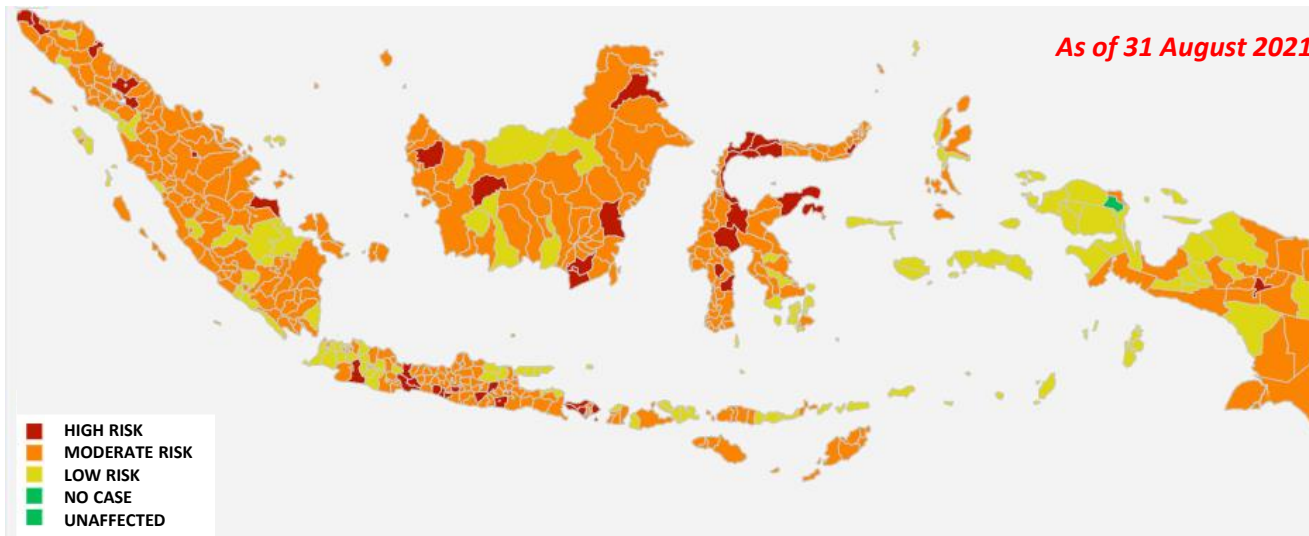 As of 31 August 2021
HIGH RISK
MODERATE RISK
LOW RISK
NO CASE
UNAFFECTED